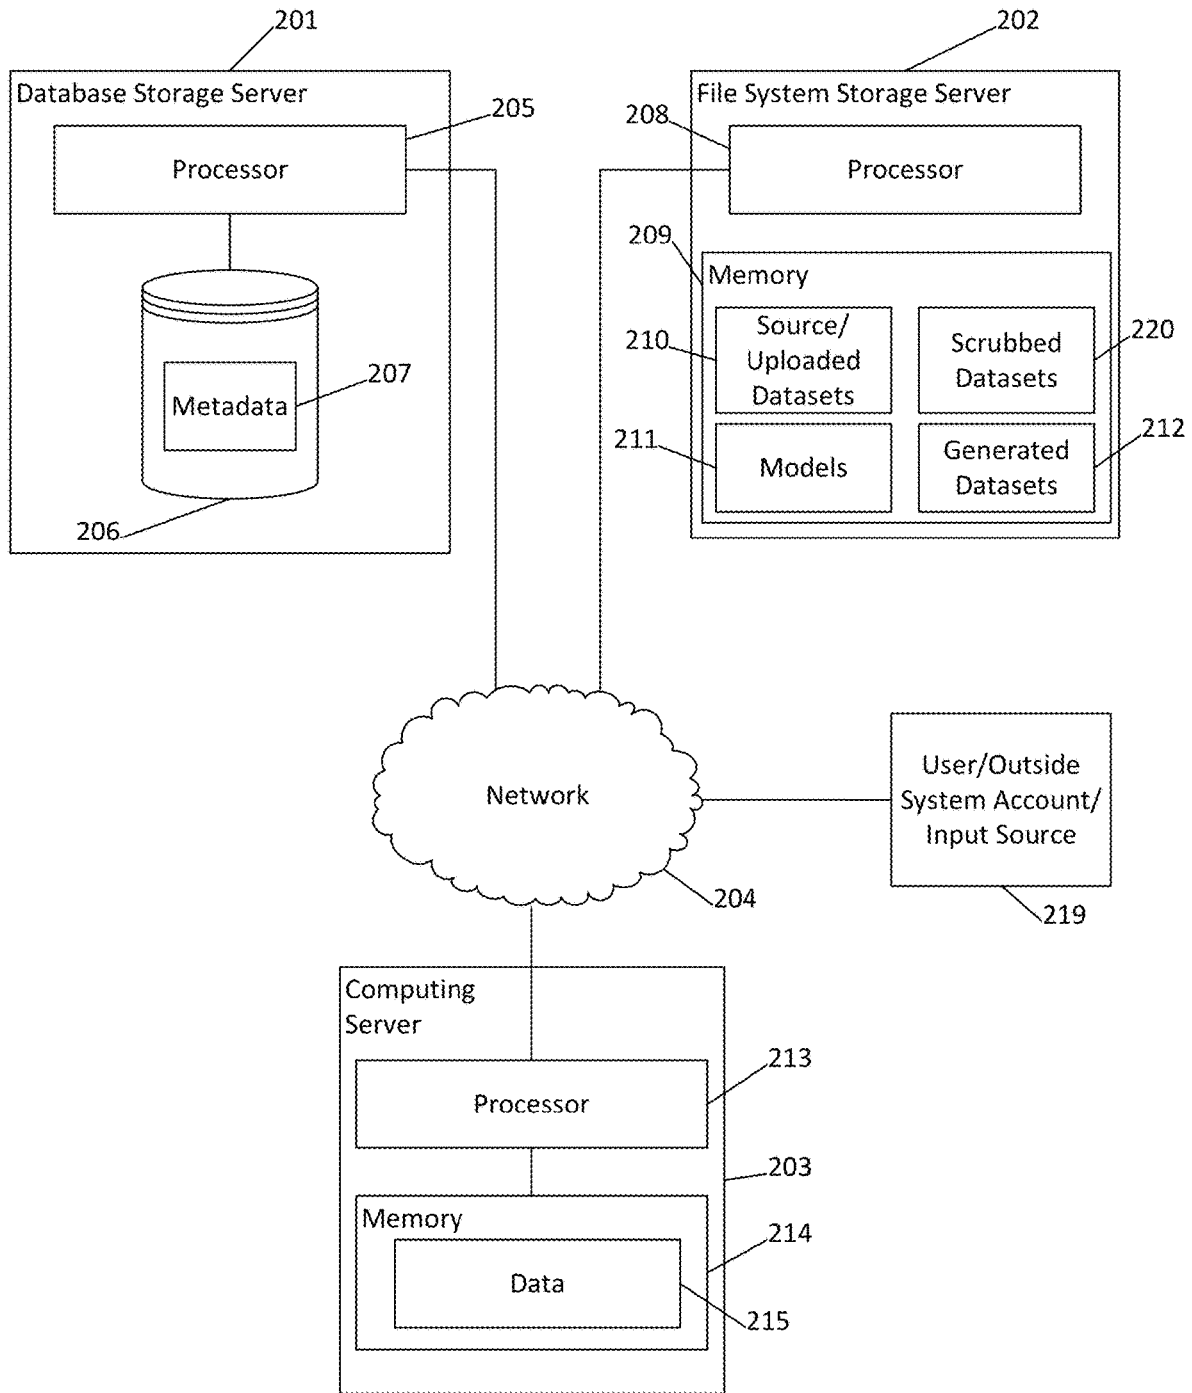 201
202
Database Storage Server
File System Storage Server
205
208
Processor
Processor
209
Memory
Source/
Uploaded
Datasets
210
Scrubbed
Datasets
220
207
Metadata
211
Models
Generated
Datasets
212
206
Network
User/Outside
System Account/
Input Source
204
219
Computing
Server
213
Processor
203
Memory
214
Data
215